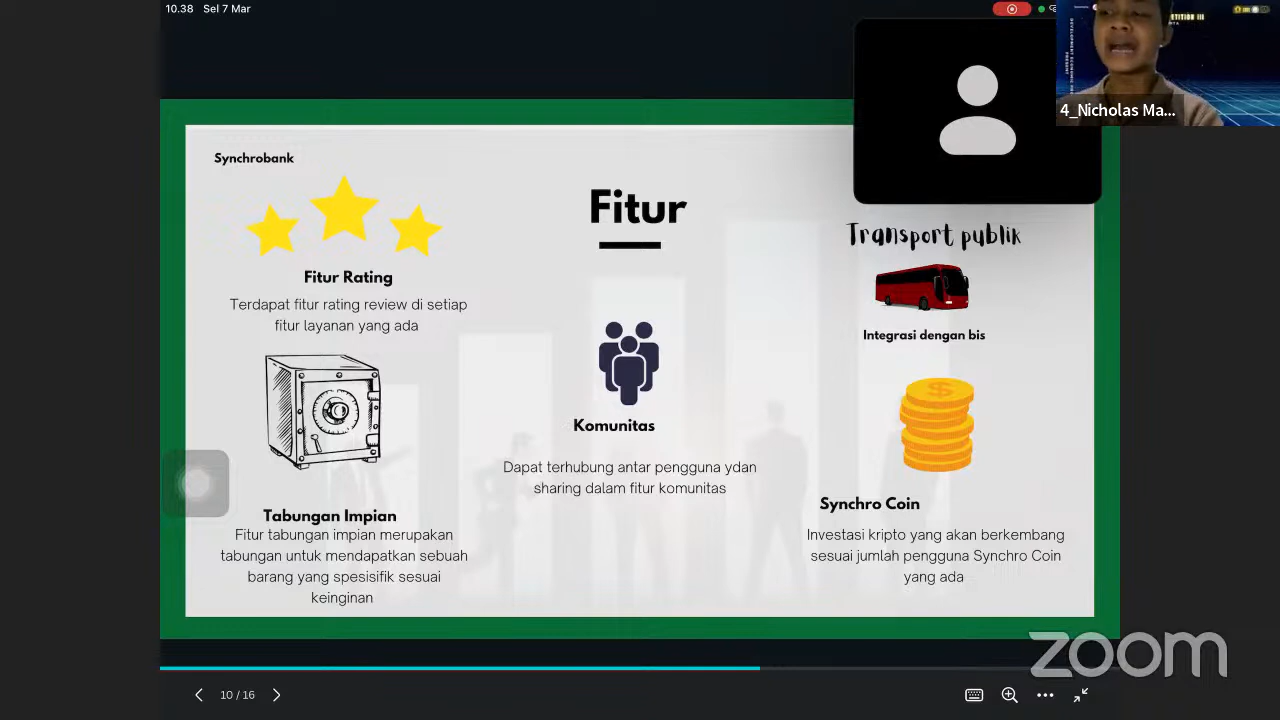 10.38 Sel 7 Mar
4_Nicholas Ma...
Synchrobank
Fitur
Fitur Rating
Terdapat fitur rating review di setiap
fitur layanan yang ada
Tabungan Impian
Fitur tabungan impian merupakan
tabungan untuk mendapatkan sebuah
barang yang spesisifik sesuai
keinginan
Komunitas
Dapat terhubung antar pengguna ydan
sharing dalam fitur komunitas
Transport publik
Integrasi dengan bis
Synchro Coin
Investasi kripto yang akan berkembang
sesuai jumlah pengguna Synchro Coin
yang ada
zoom
10 / 16